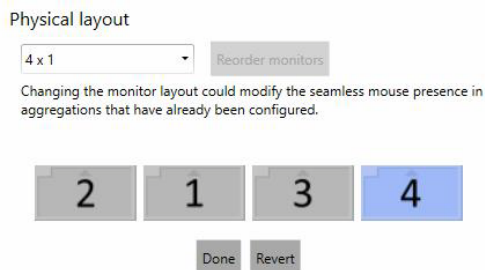 Physical layout
4 x 1 Reorder monitors
Changing the monitor layout could modify the seamless mouse presence in
aggregations that have already been configured.
2 1 3 4
Done Revert